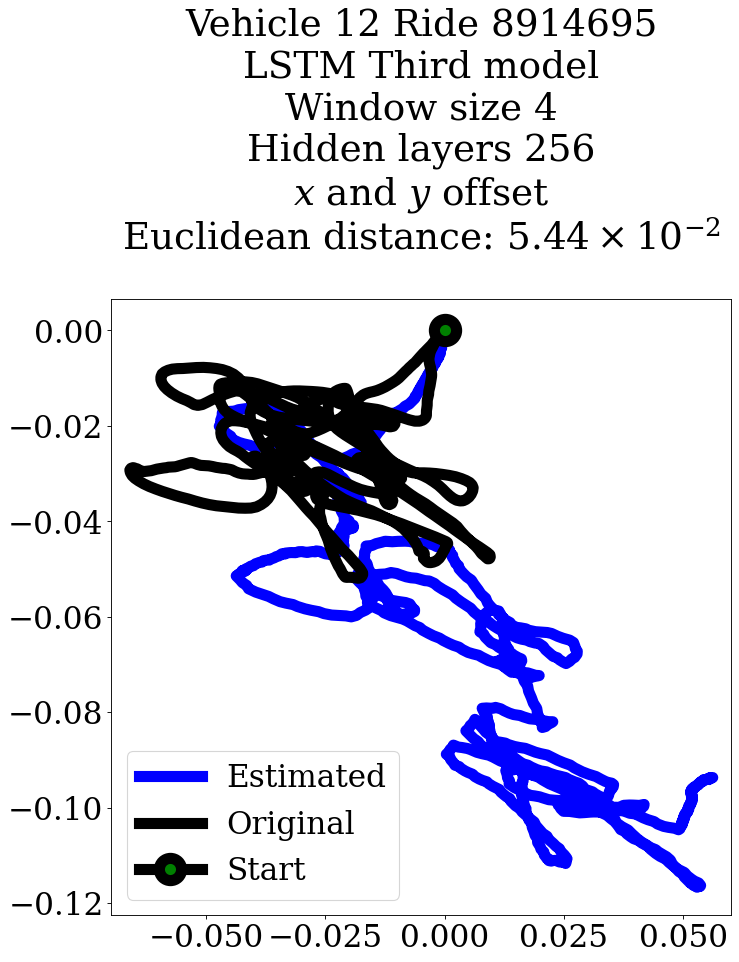 Vehicle 12 Ride 8914695
LSTM Third model
Window size 4
Hidden layers 256
x and y offset
Euclidean distance: 5.44 × 10⁻²
0.00
−0.02
−0.04
−0.06
−0.08
−0.10
−0.12
Estimated
Original
Start
−0.050 −0.025 0.000 0.025 0.050